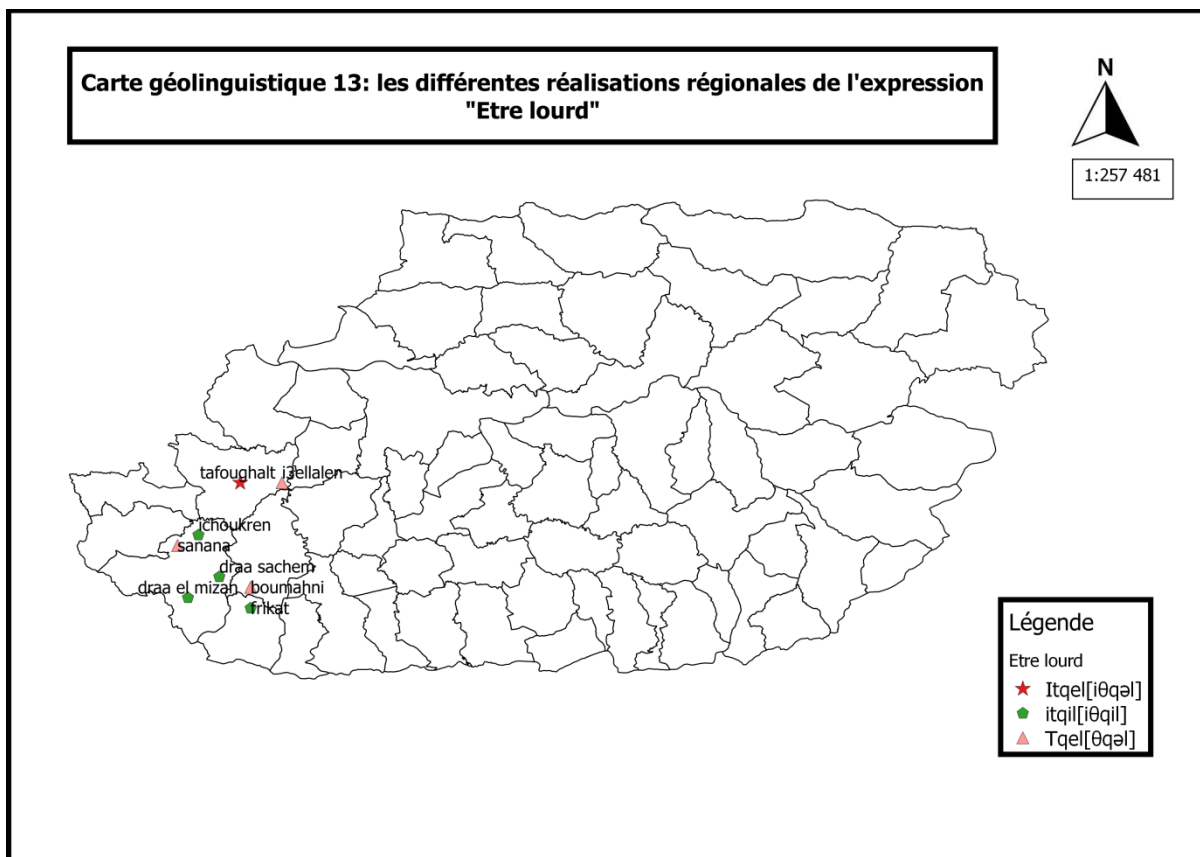 Carte géolinguistique 13: les différentes réalisations régionales de l'expression
"Etre lourd"
N
1:257 481
tafoughalt i3ellalen
ichoukren
sanana
draa sachem
draa el mizan boumahni
frikat
Légende
Etre lourd
Itqel[iθqəl]
itqil[iθqil]
Tqel[θqəl]